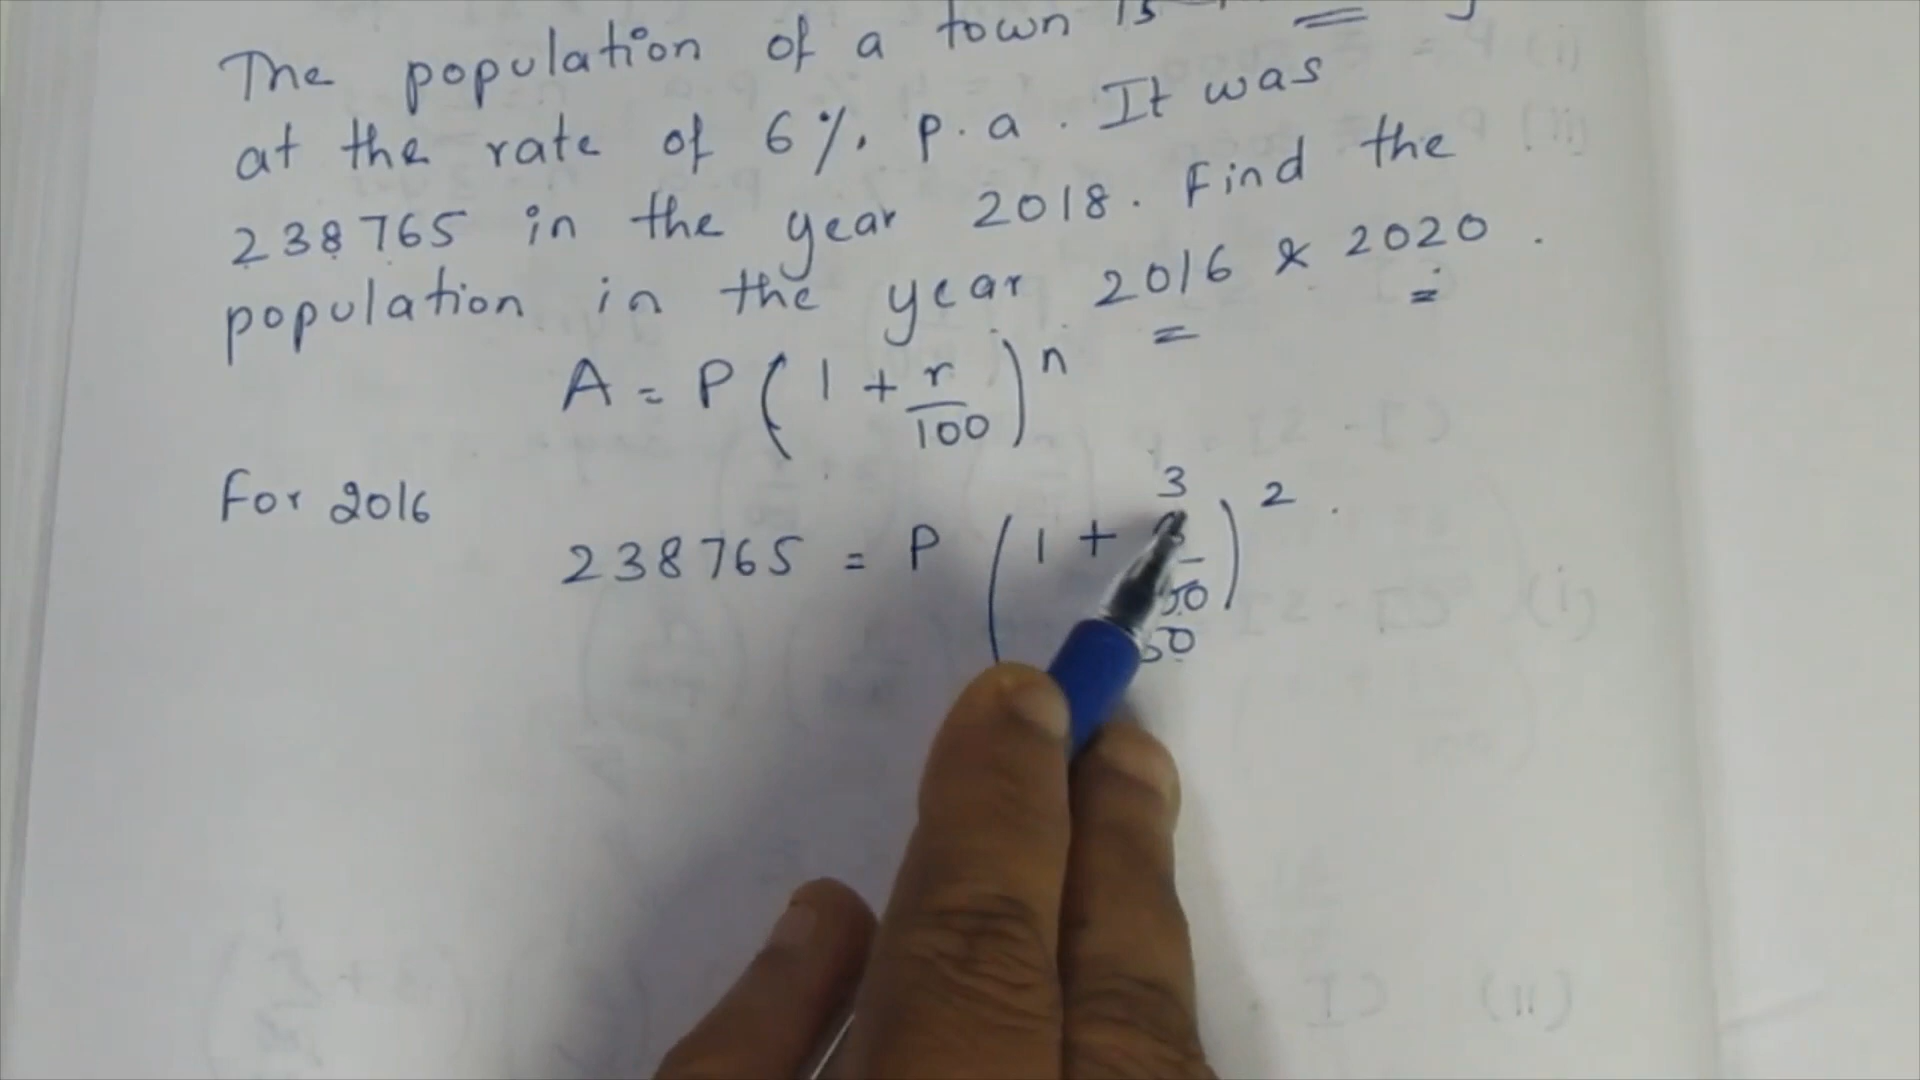 The population of a town is
at the rate of 6%. p.a. It was
238765 in the year 2018. Find the
population in the year 2016 & 2020.
A = P(1 + r/100)^n
For 2016
238765 = P(1 + )^2
3
50